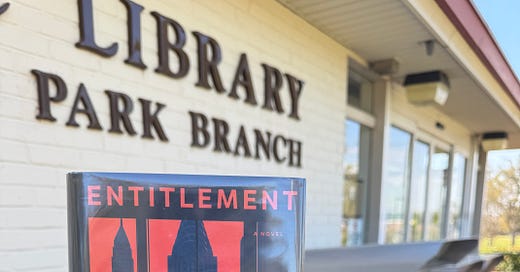 LIBRARY
PARK BRANCH
ENTITLEMENT
A NOVEL